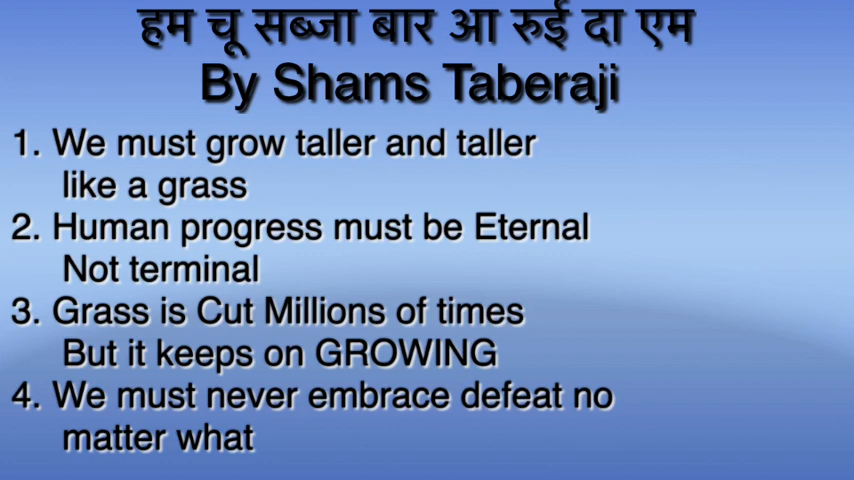 हम चू सब्जा बार आ रुई दा एम
By Shams Taberaji
1. We must grow taller and taller
like a grass
2. Human progress must be Eternal
Not terminal
3. Grass is Cut Millions of times
But it keeps on GROWING
4. We must never embrace defeat no
matter what